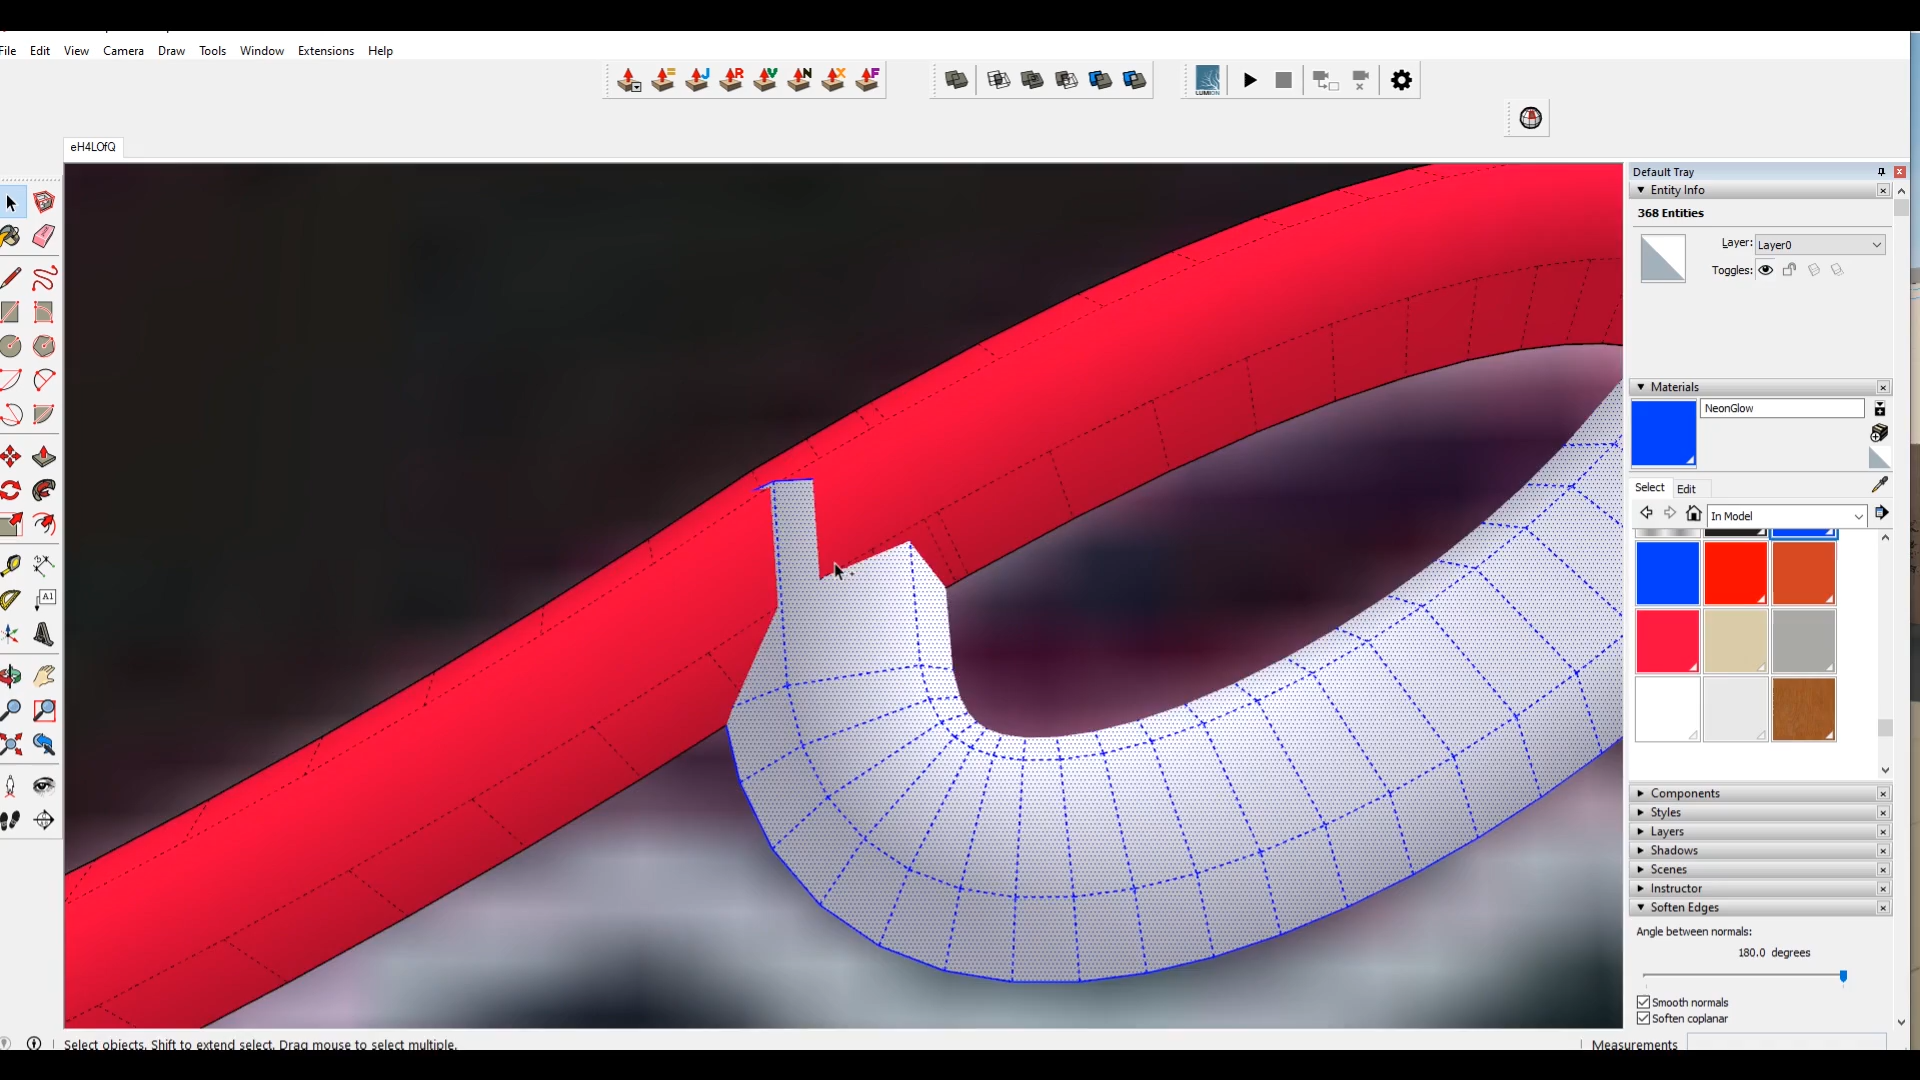 File Edit View Camera Draw Tools Window Extensions Help
= J R V N X F
LUMION
eH4LOfQ
Default Tray
Entity Info
368 Entities
Layer: Layer0
Toggles:
Materials
NeonGlow
Select Edit
In Model
A1
Components
Styles
Layers
Shadows
Scenes
Instructor
Soften Edges
Angle between normals:
180.0 degrees
Smooth normals
Soften coplanar
Select objects. Shift to extend select. Drag mouse to select multiple.
Measurements